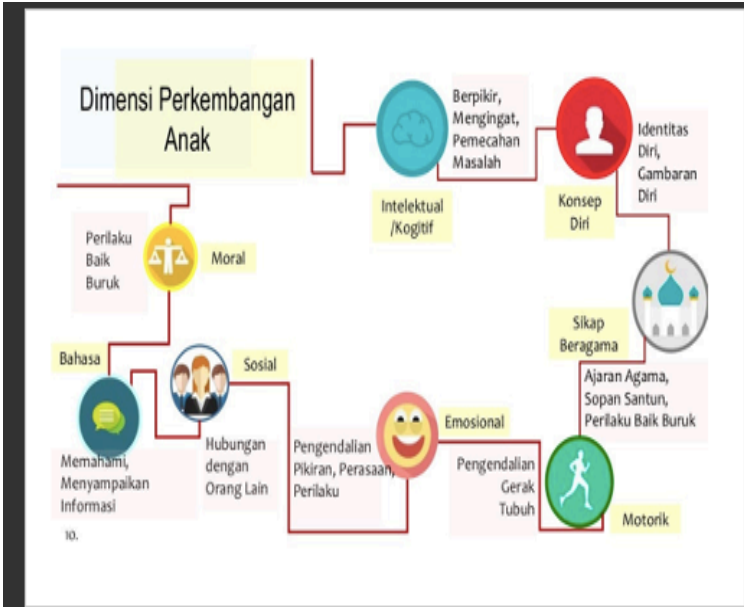 Dimensi Perkembangan
Anak
Berpikir,
Mengingat,
Pemecahan
Masalah
Intelektual
/Kogitif
Identitas
Diri,
Gambaran
Diri
Konsep
Diri
Perilaku
Baik
Buruk
Moral
Sikap
Beragama
Ajaran Agama,
Sopan Santun,
Perilaku Baik Buruk
Bahasa
Memahami,
Menyampaikan
Informasi
Sosial
Hubungan
dengan
Orang Lain
Pengendalian
Pikiran, Perasaan,
Perilaku
Emosional
Pengendalian
Gerak
Tubuh
Motorik
10.